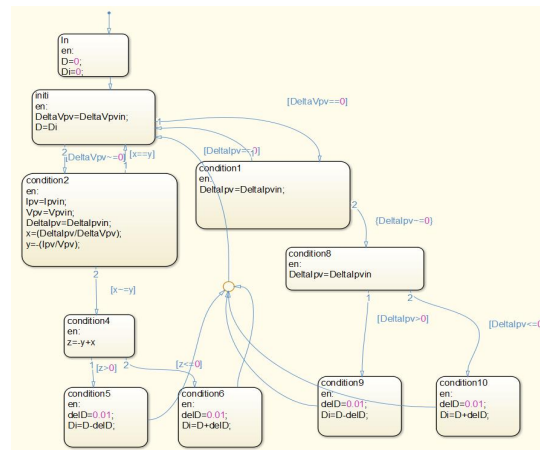 In
en:
D=0;
Di=0;
initi
en:
DeltaVpv=DeltaVpvin;
D=Di
1
[DeltaVpv==0]
2
[DeltaVpv~=0]
[x==y]
1
[DeltaIpv==0]
1
condition2
en:
Ipv=Ipvin;
Vpv=Vpvin;
DeltaIpv=DeltaIpvin;
x=(DeltaIpv/DeltaVpv);
y=-(Ipv/Vpv);
condition1
en:
DeltaIpv=DeltaIpvin;
2
{DeltaIpv~=0}
2
[x~=y]
condition8
en:
DeltaIpv=DeltaIpvin
1
2
[DeltaIpv>0]
[DeltaIpv<=0
condition4
en:
z=-y+x
1
[z>0]
2
[z<=0]
condition5
en:
delD=0.01;
Di=D-delD;
condition6
en:
delD=0.01;
Di=D+delD;
condition9
en:
delD=0.01;
Di=D-delD;
condition10
en:
delD=0.01;
Di=D+delD;